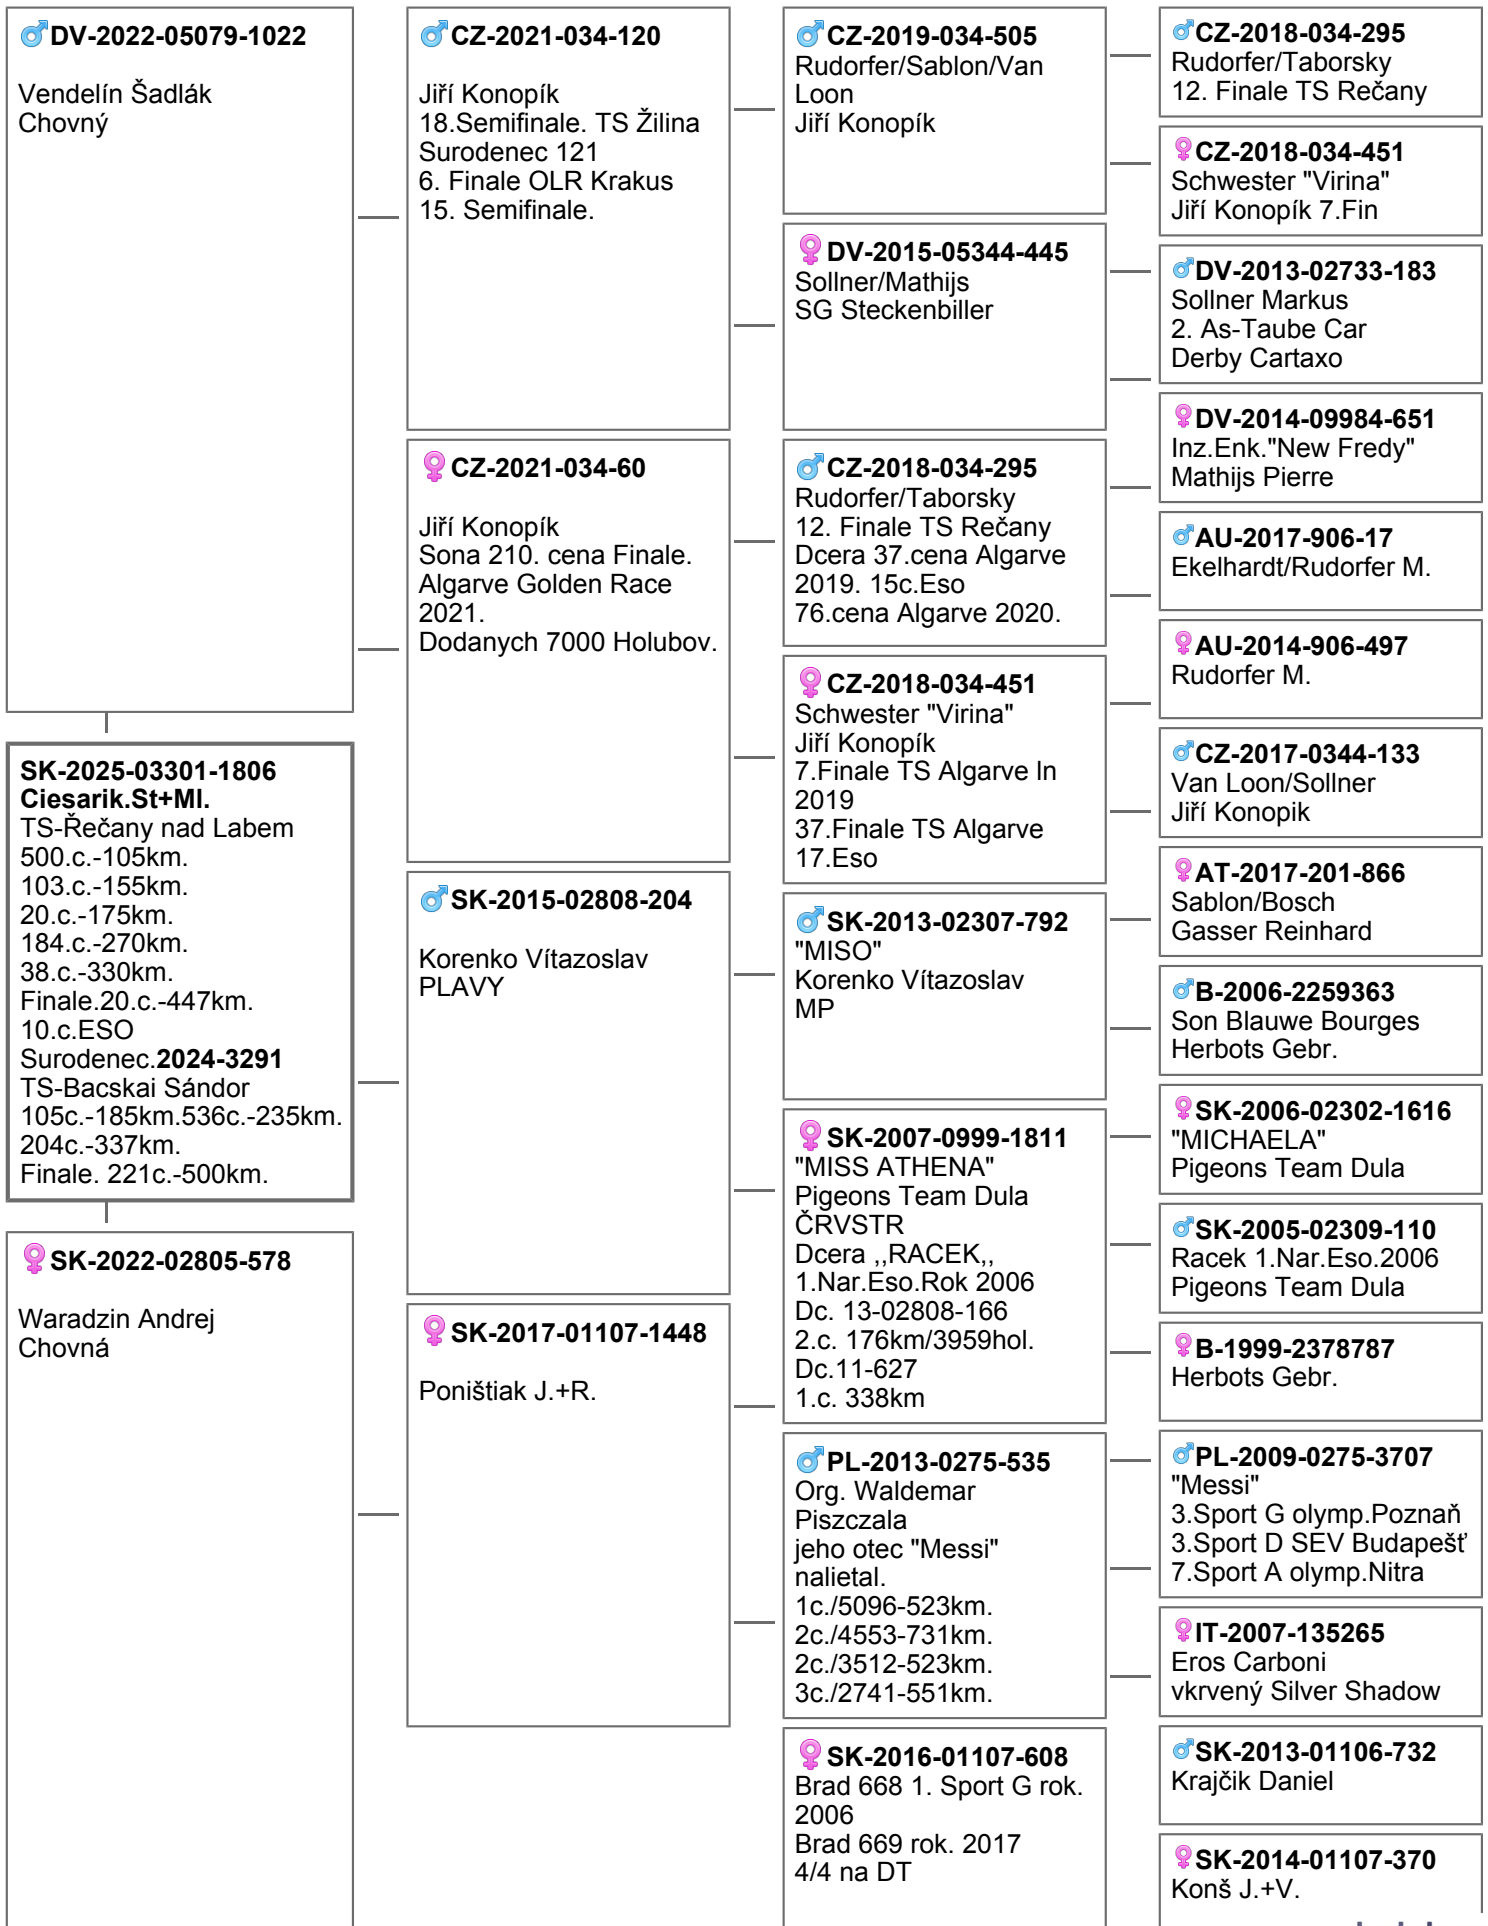 DV-2022-05079-1022
Vendelín Šadlák
Chovný
SK-2025-03301-1806
Ciesarik.St+Ml.
TS-Řečany nad Labem
500.c.-105km.
103.c.-155km.
20.c.-175km.
184.c.-270km.
38.c.-330km.
Finale.20.c.-447km.
10.c.ESO
Surodenec.2024-3291
TS-Bacskai Sándor
105c.-185km.536c.-235km.
204c.-337km.
Finale. 221c.-500km.
SK-2022-02805-578
Waradzin Andrej
Chovná
CZ-2021-034-120
Jiří Konopík
18.Semifinale. TS Žilina
Surodenec 121
6. Finale OLR Krakus
15. Semifinale.
CZ-2021-034-60
Jiří Konopík
Sona 210. cena Finale.
Algarve Golden Race
2021.
Dodanych 7000 Holubov.
SK-2015-02808-204
Korenko Vítazoslav
PLAVY
SK-2017-01107-1448
Poništiak J.+R.
CZ-2019-034-505
Rudorfer/Sablon/Van
Loon
Jiří Konopík
DV-2015-05344-445
Sollner/Mathijs
SG Steckenbiller
CZ-2018-034-295
Rudorfer/Taborsky
12. Finale TS Rečany
Dcera 37.cena Algarve
2019. 15c.Eso
76.cena Algarve 2020.
CZ-2018-034-451
Schwester "Virina"
Jiří Konopík
7.Finale TS Algarve In
2019
37.Finale TS Algarve
17.Eso
SK-2013-02307-792
"MISO"
Korenko Vítazoslav
MP
SK-2007-0999-1811
"MISS ATHENA"
Pigeons Team Dula
ČRVSTR
Dcera ,,RACEK,,
1.Nar.Eso.Rok 2006
Dc. 13-02808-166
2.c. 176km/3959hol.
Dc.11-627
1.c. 338km
PL-2013-0275-535
Org. Waldemar
Piszczala
jeho otec "Messi"
nalietal.
1c./5096-523km.
2c./4553-731km.
2c./3512-523km.
3c./2741-551km.
SK-2016-01107-608
Brad 668 1. Sport G rok.
2006
Brad 669 rok. 2017
4/4 na DT
CZ-2018-034-295
Rudorfer/Taborsky
12. Finale TS Rečany
CZ-2018-034-451
Schwester "Virina"
Jiří Konopík 7.Fin
DV-2013-02733-183
Sollner Markus
2. As-Taube Car
Derby Cartaxo
DV-2014-09984-651
Inz.Enk."New Fredy"
Mathijs Pierre
AU-2017-906-17
Ekelhardt/Rudorfer M.
AU-2014-906-497
Rudorfer M.
CZ-2017-0344-133
Van Loon/Sollner
Jiří Konopik
AT-2017-201-866
Sablon/Bosch
Gasser Reinhard
B-2006-2259363
Son Blauwe Bourges
Herbots Gebr.
SK-2006-02302-1616
"MICHAELA"
Pigeons Team Dula
SK-2005-02309-110
Racek 1.Nar.Eso.2006
Pigeons Team Dula
B-1999-2378787
Herbots Gebr.
PL-2009-0275-3707
"Messi"
3.Sport G olymp.Poznaň
3.Sport D SEV Budapešť
7.Sport A olymp.Nitra
IT-2007-135265
Eros Carboni
vkrvený Silver Shadow
SK-2013-01106-732
Krajčik Daniel
SK-2014-01107-370
Konš J.+V.